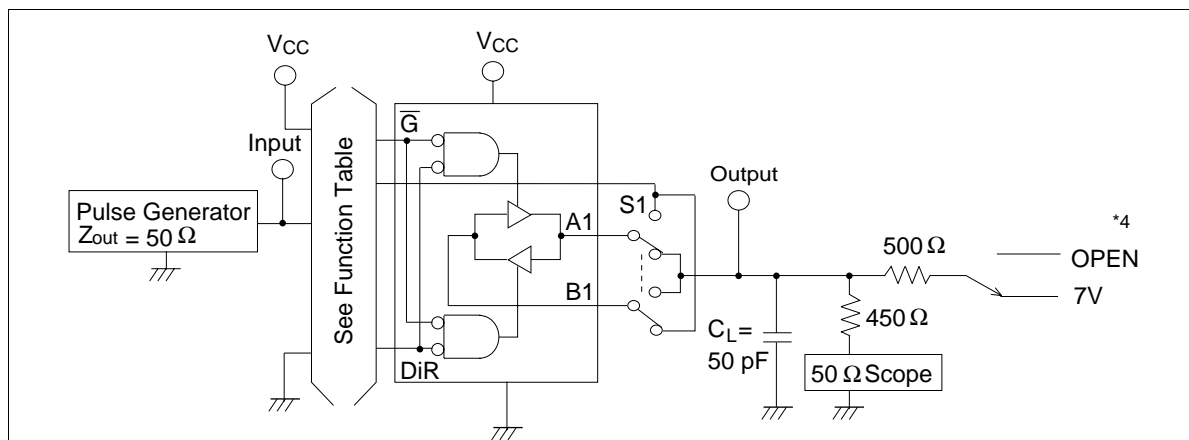 VCC
VCC
G
Input
See Function Table
Output
S1
Pulse Generator
Zout = 50 Ω
A1
*4
500 Ω
OPEN
7V
B1
450 Ω
CL=
50 pF
DiR
50 Ω Scope